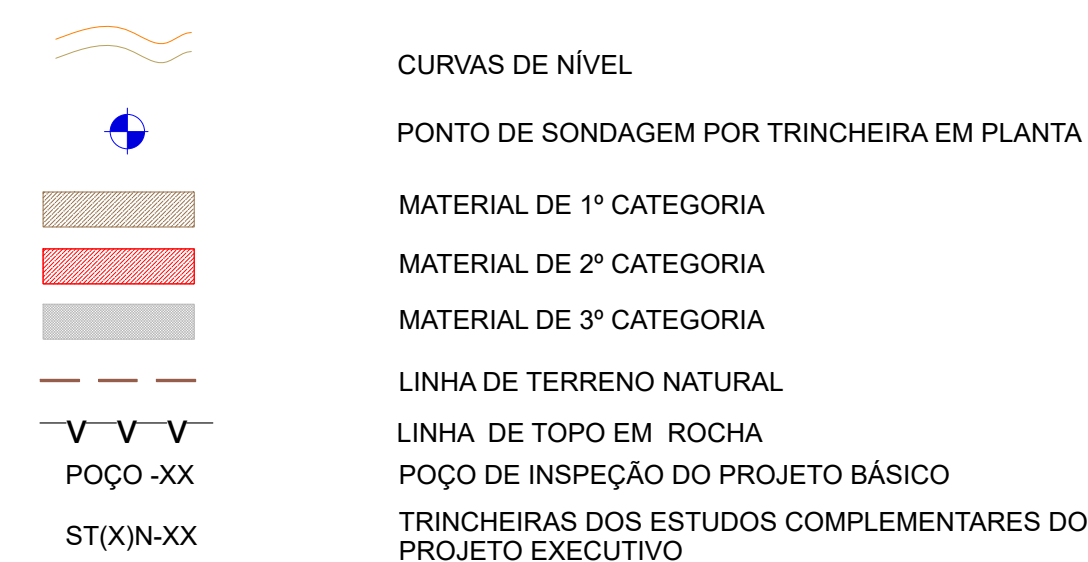 CURVAS DE NÍVEL
PONTO DE SONDAGEM POR TRINCHEIRA EM PLANTA
MATERIAL DE 1º CATEGORIA
MATERIAL DE 2º CATEGORIA
MATERIAL DE 3º CATEGORIA
LINHA DE TERRENO NATURAL
V V V LINHA DE TOPO EM ROCHA
POÇO -XX POÇO DE INSPEÇÃO DO PROJETO BÁSICO
ST(X)N-XX TRINCHEIRAS DOS ESTUDOS COMPLEMENTARES DO
PROJETO EXECUTIVO